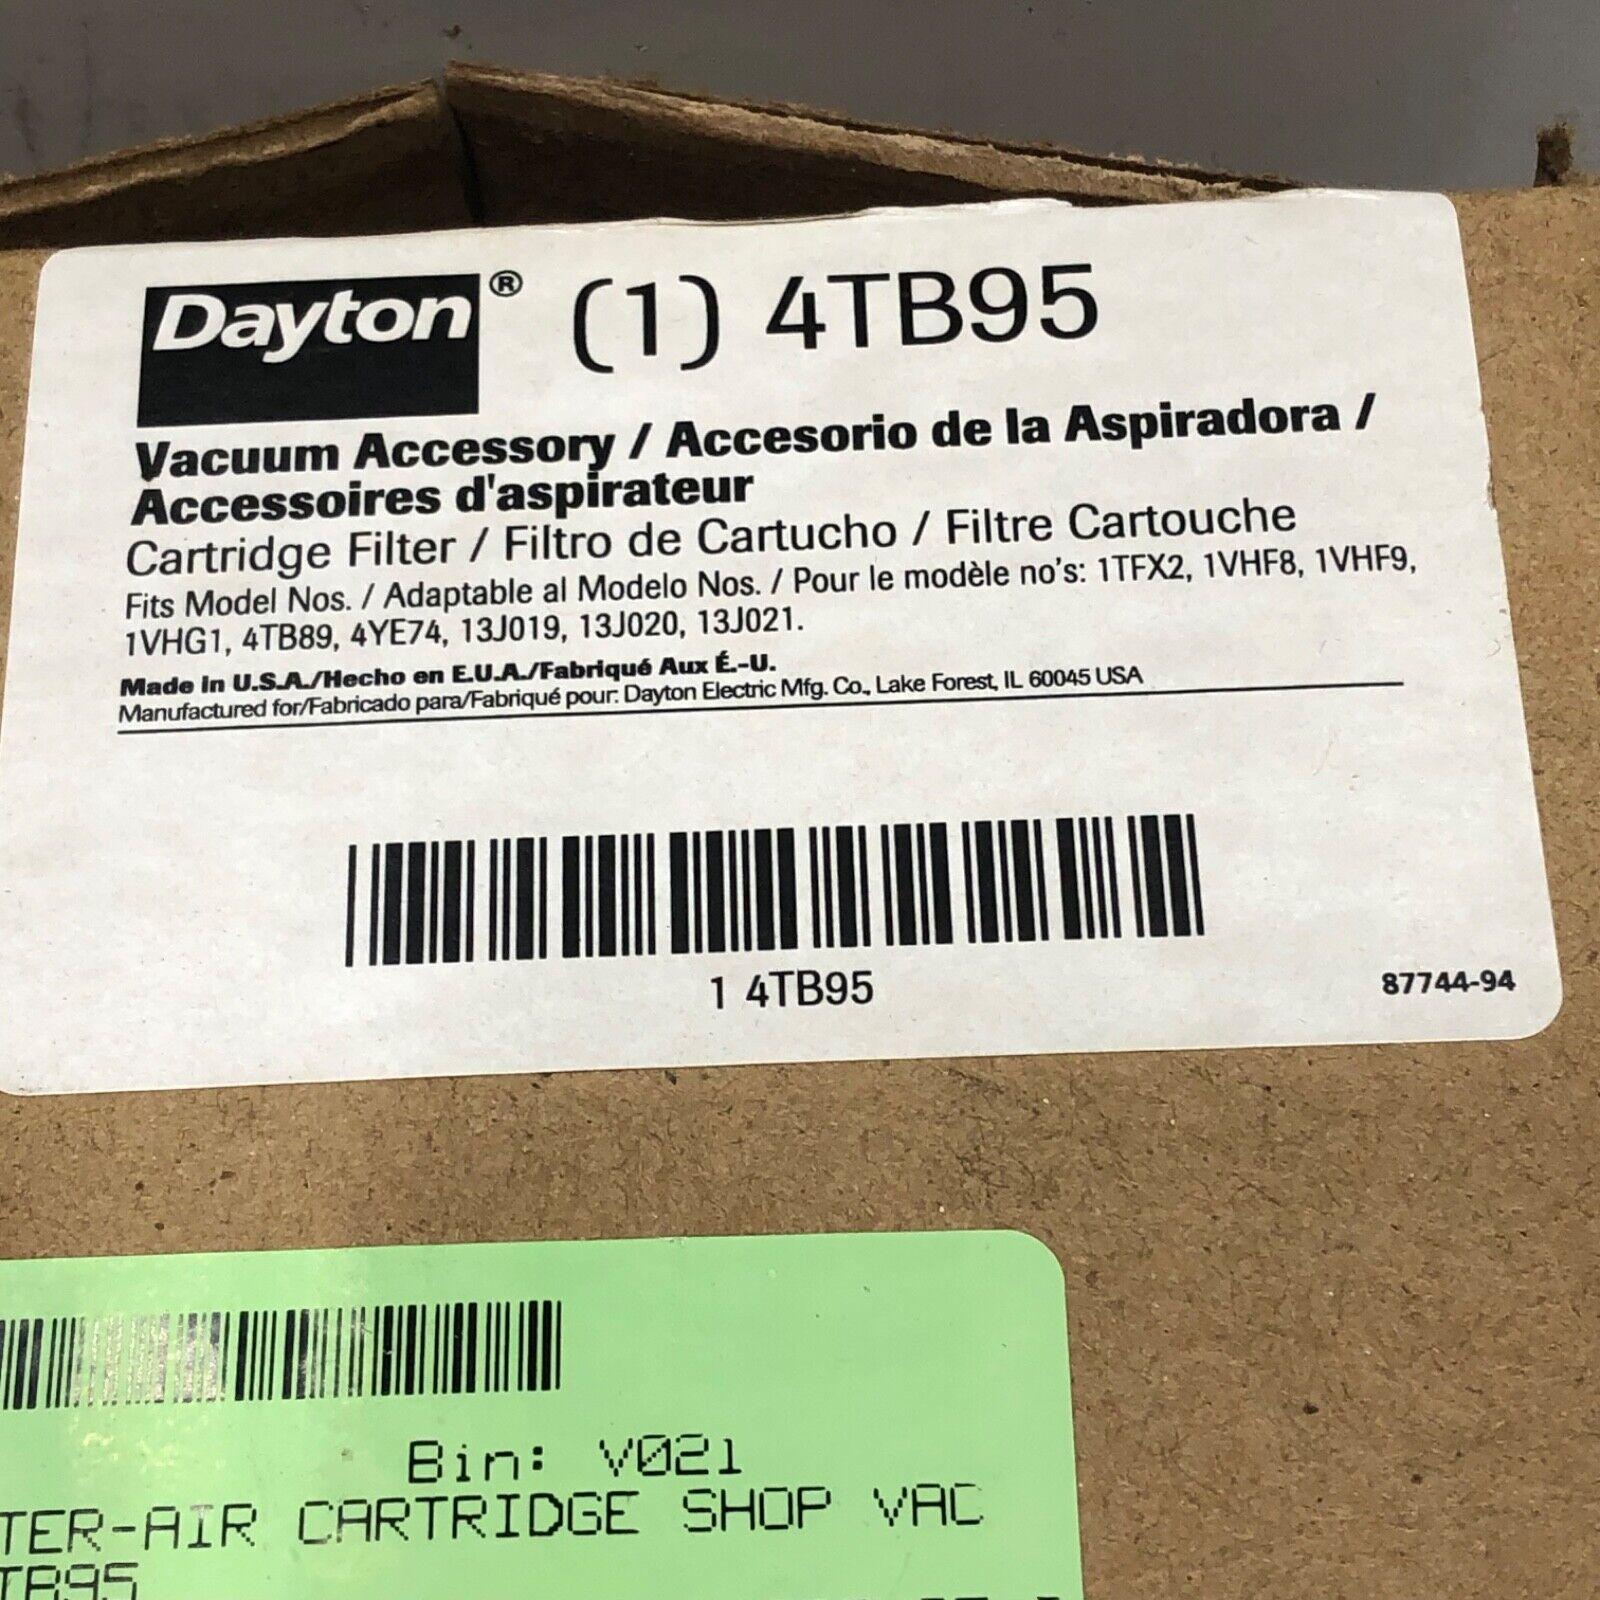 Dayton® (1) 4TB95
Vacuum Accessory / Accesorio de la Aspiradora /
Accessoires d'aspirateur
Cartridge Filter / Filtro de Cartucho / Filtre Cartouche
Fits Model Nos. / Adaptable al Modelo Nos. / Pour le modèle no's: 1TFX2, 1VHF8, 1VHF9,
1VHG1, 4TB89, 4YE74, 13J019, 13J020, 13J021.
Made in U.S.A./Hecho en E.U.A./Fabriqué Aux É.-U.
Manufactured for/Fabricado para/Fabriqué pour: Dayton Electric Mfg. Co., Lake Forest, IL 60045 USA
1 4TB95
87744-94
Bin: V021
TER-AIR CARTRIDGE SHOP VAC
TB95